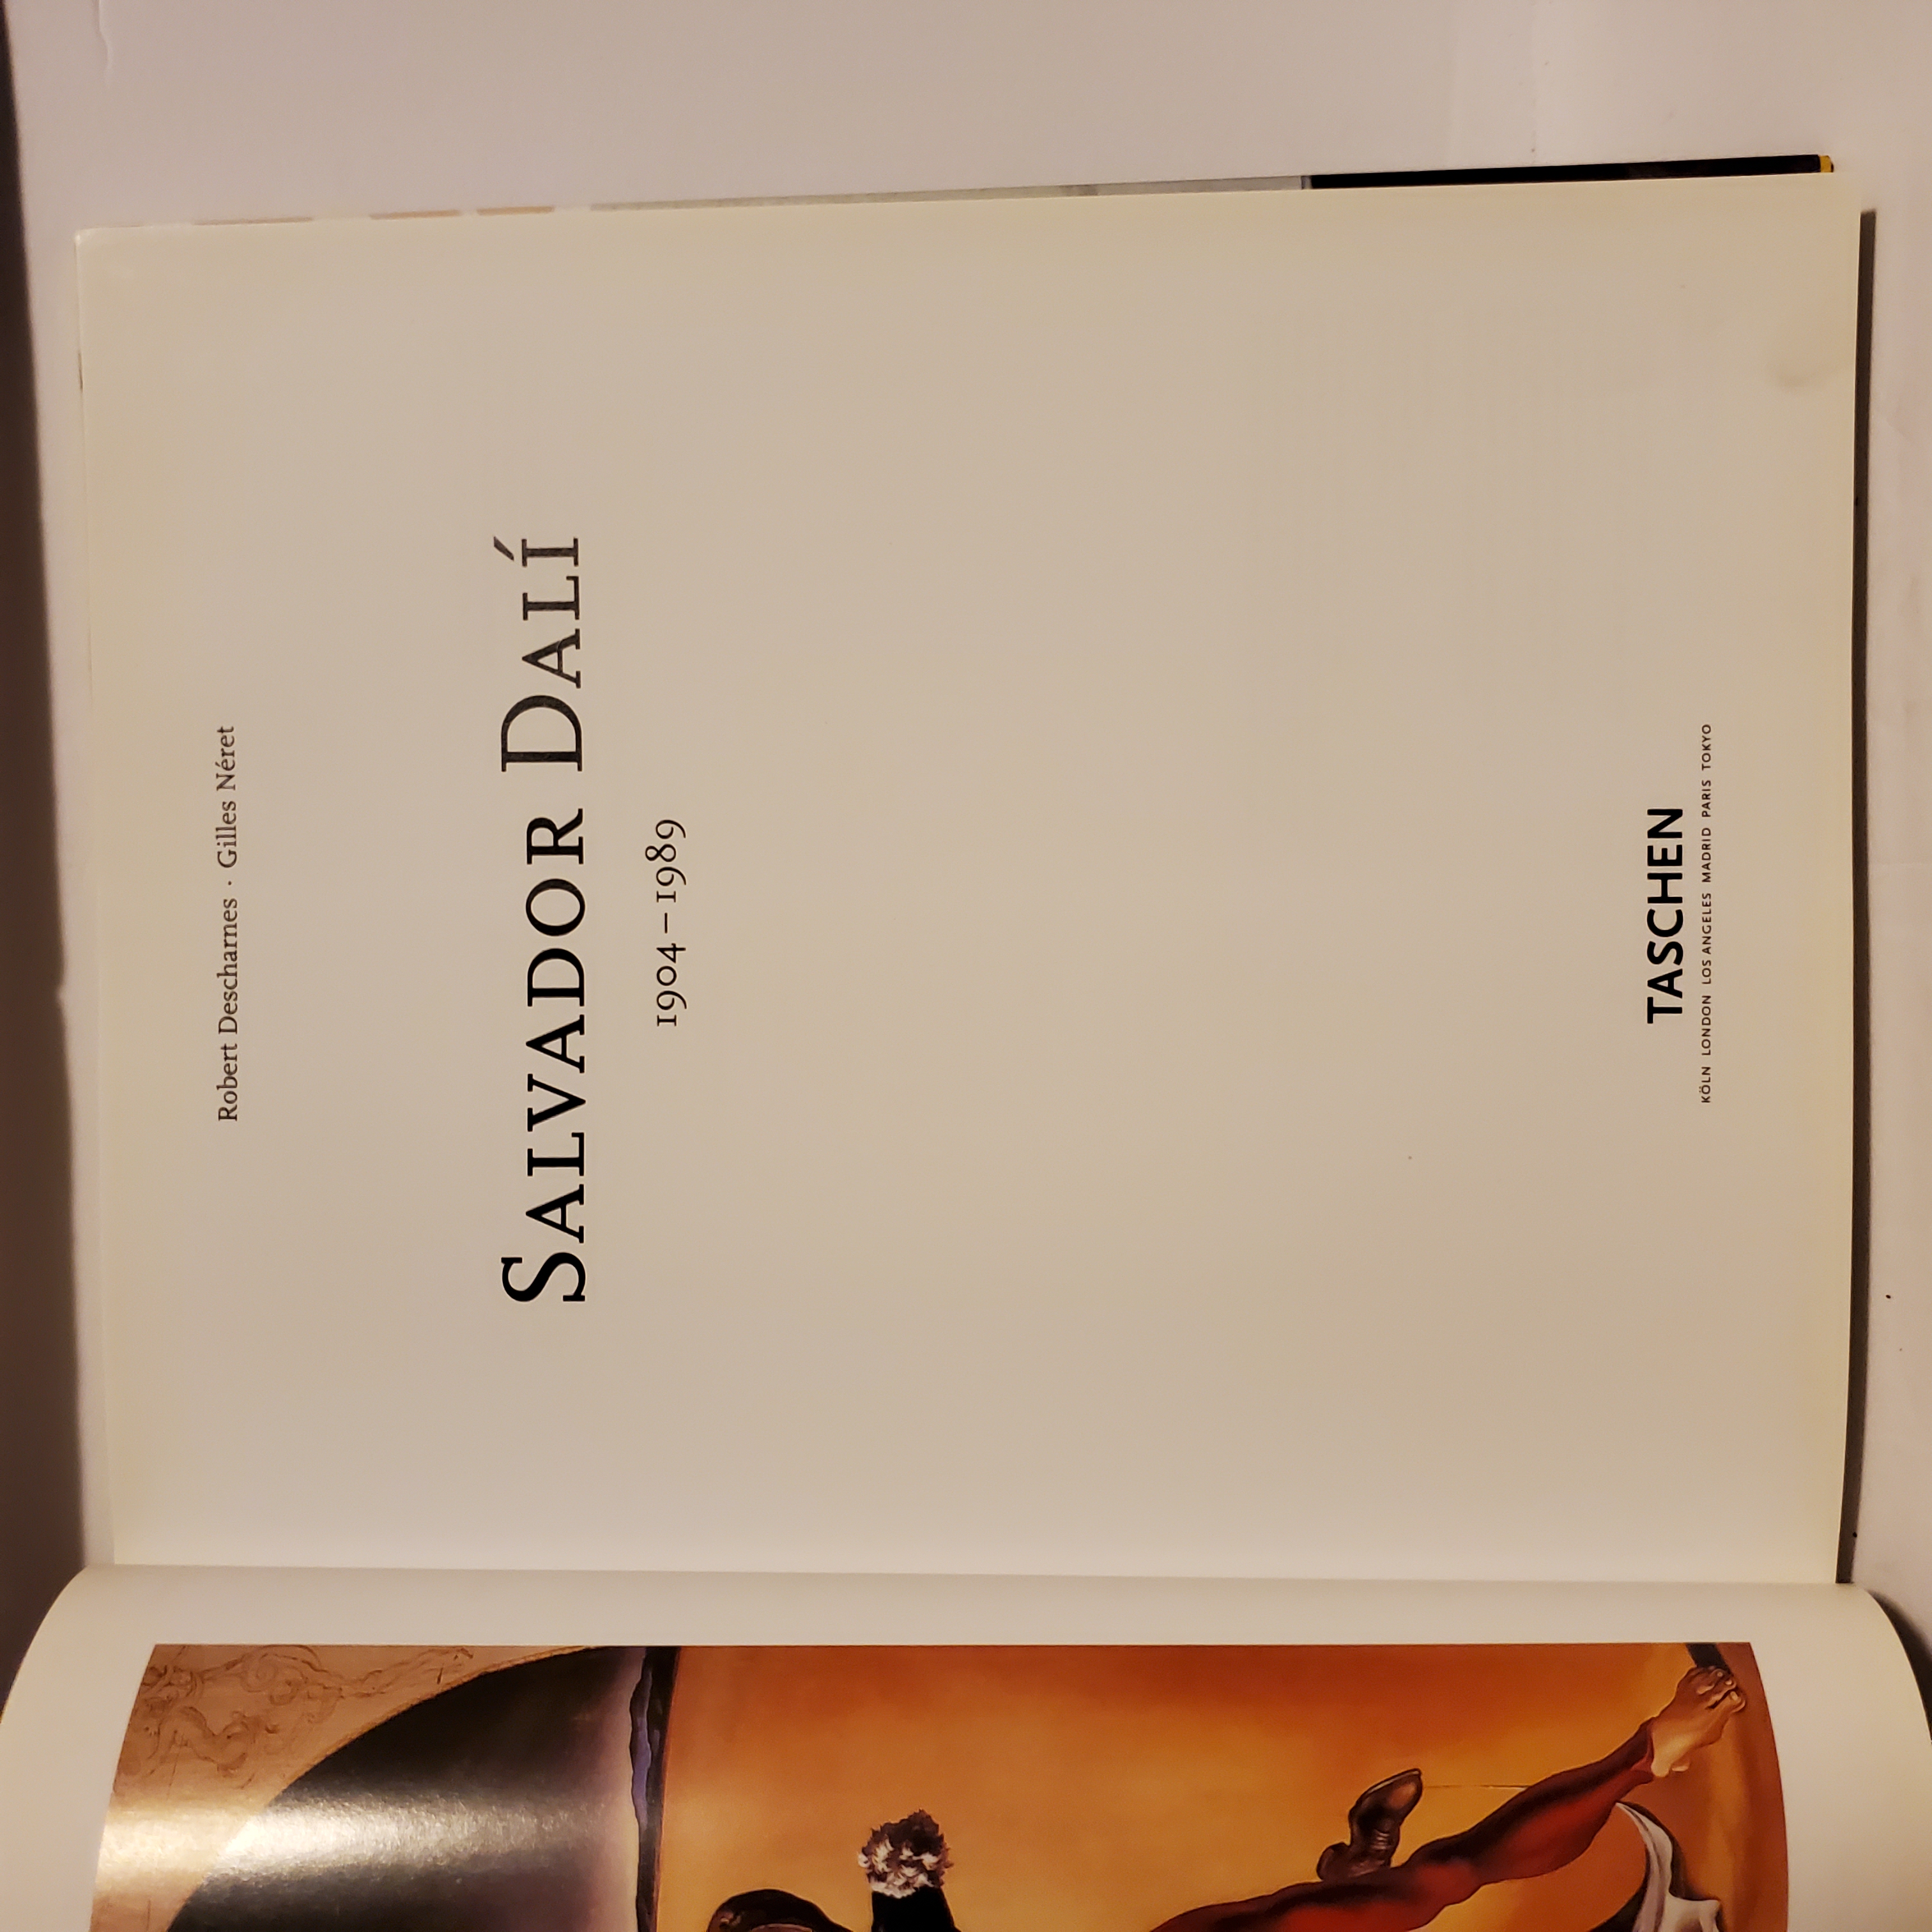 Robert Descharnes · Gilles Néret
SALVADOR DALÍ
1904 – 1989
TASCHEN
KÖLN LONDON LOS ANGELES MADRID PARIS TOKYO